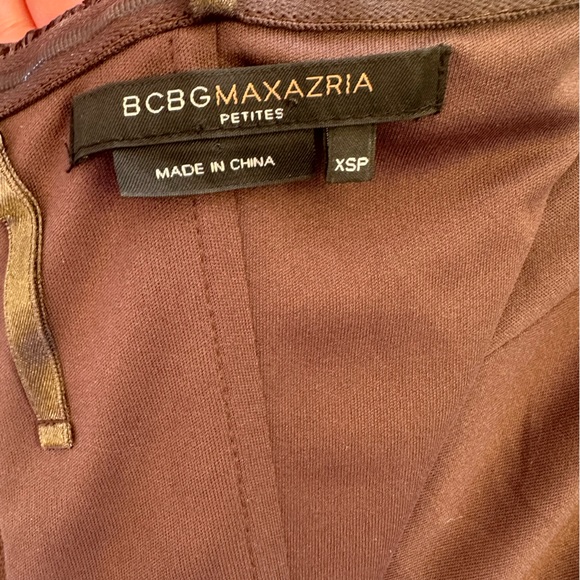 BCBGMAXAZRIA
PETITES
MADE IN CHINA
XSP